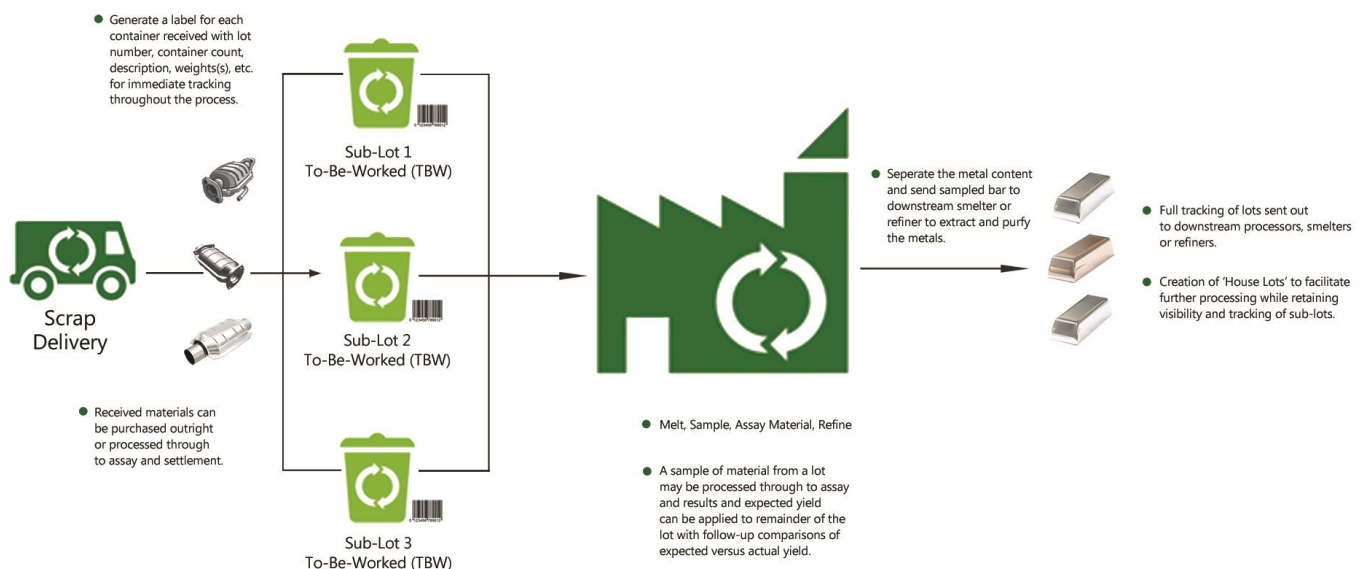 Generate a label for each
container received with lot
number, container count,
description, weights(s), etc.
for immediate tracking
throughout the process.
Scrap
Delivery
Received materials can
be purchased outright
or processed through
to assay and settlement.
Sub-Lot 1
To-Be-Worked (TBW)
Sub-Lot 2
To-Be-Worked (TBW)
Sub-Lot 3
To-Be-Worked (TBW)
Melt, Sample, Assay Material, Refine
A sample of material from a lot
may be processed through to assay
and results and expected yield
can be applied to remainder of the
lot with follow-up comparisons of
expected versus actual yield.
Seperate the metal content
and send sampled bar to
downstream smelter or
refiner to extract and purfy
the metals.
Full tracking of lots sent out
to downstream processors, smelters
or refiners.
Creation of ‘House Lots’ to facilitate
further processing while retaining
visibility and tracking of sub-lots.